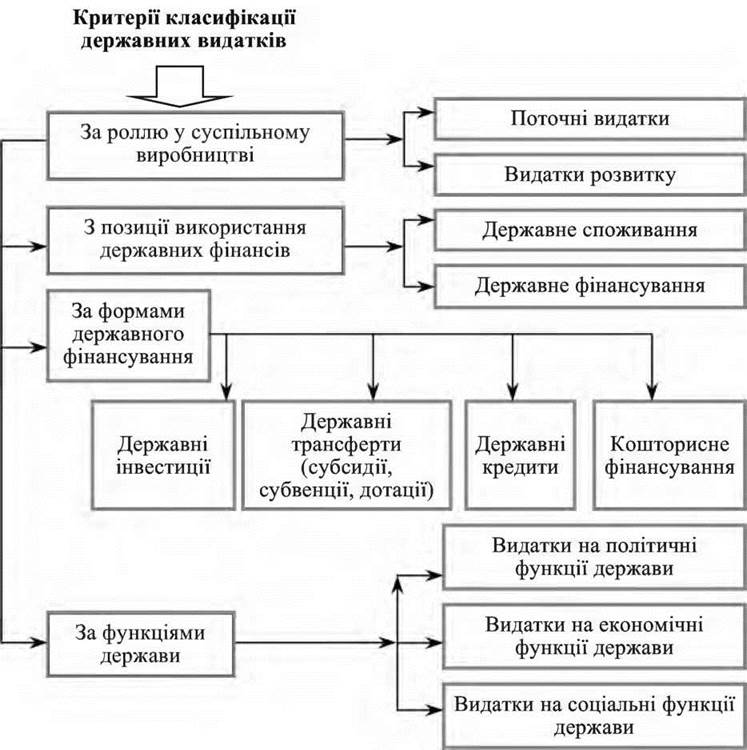 Критерії класифікації
державних видатків
За роллю у суспільному
виробництві
Поточні видатки
Видатки розвитку
З позиції використання
державних фінансів
Державне споживання
Державне фінансування
За формами
державного
фінансування
Державні
інвестиції
Державні
трансферти
(субсидії,
субвенції, дотації)
Державні
кредити
Кошторисне
фінансування
За функціями
держави
Видатки на політичні
функції держави
Видатки на економічні
функції держави
Видатки на соціальні функції
держави